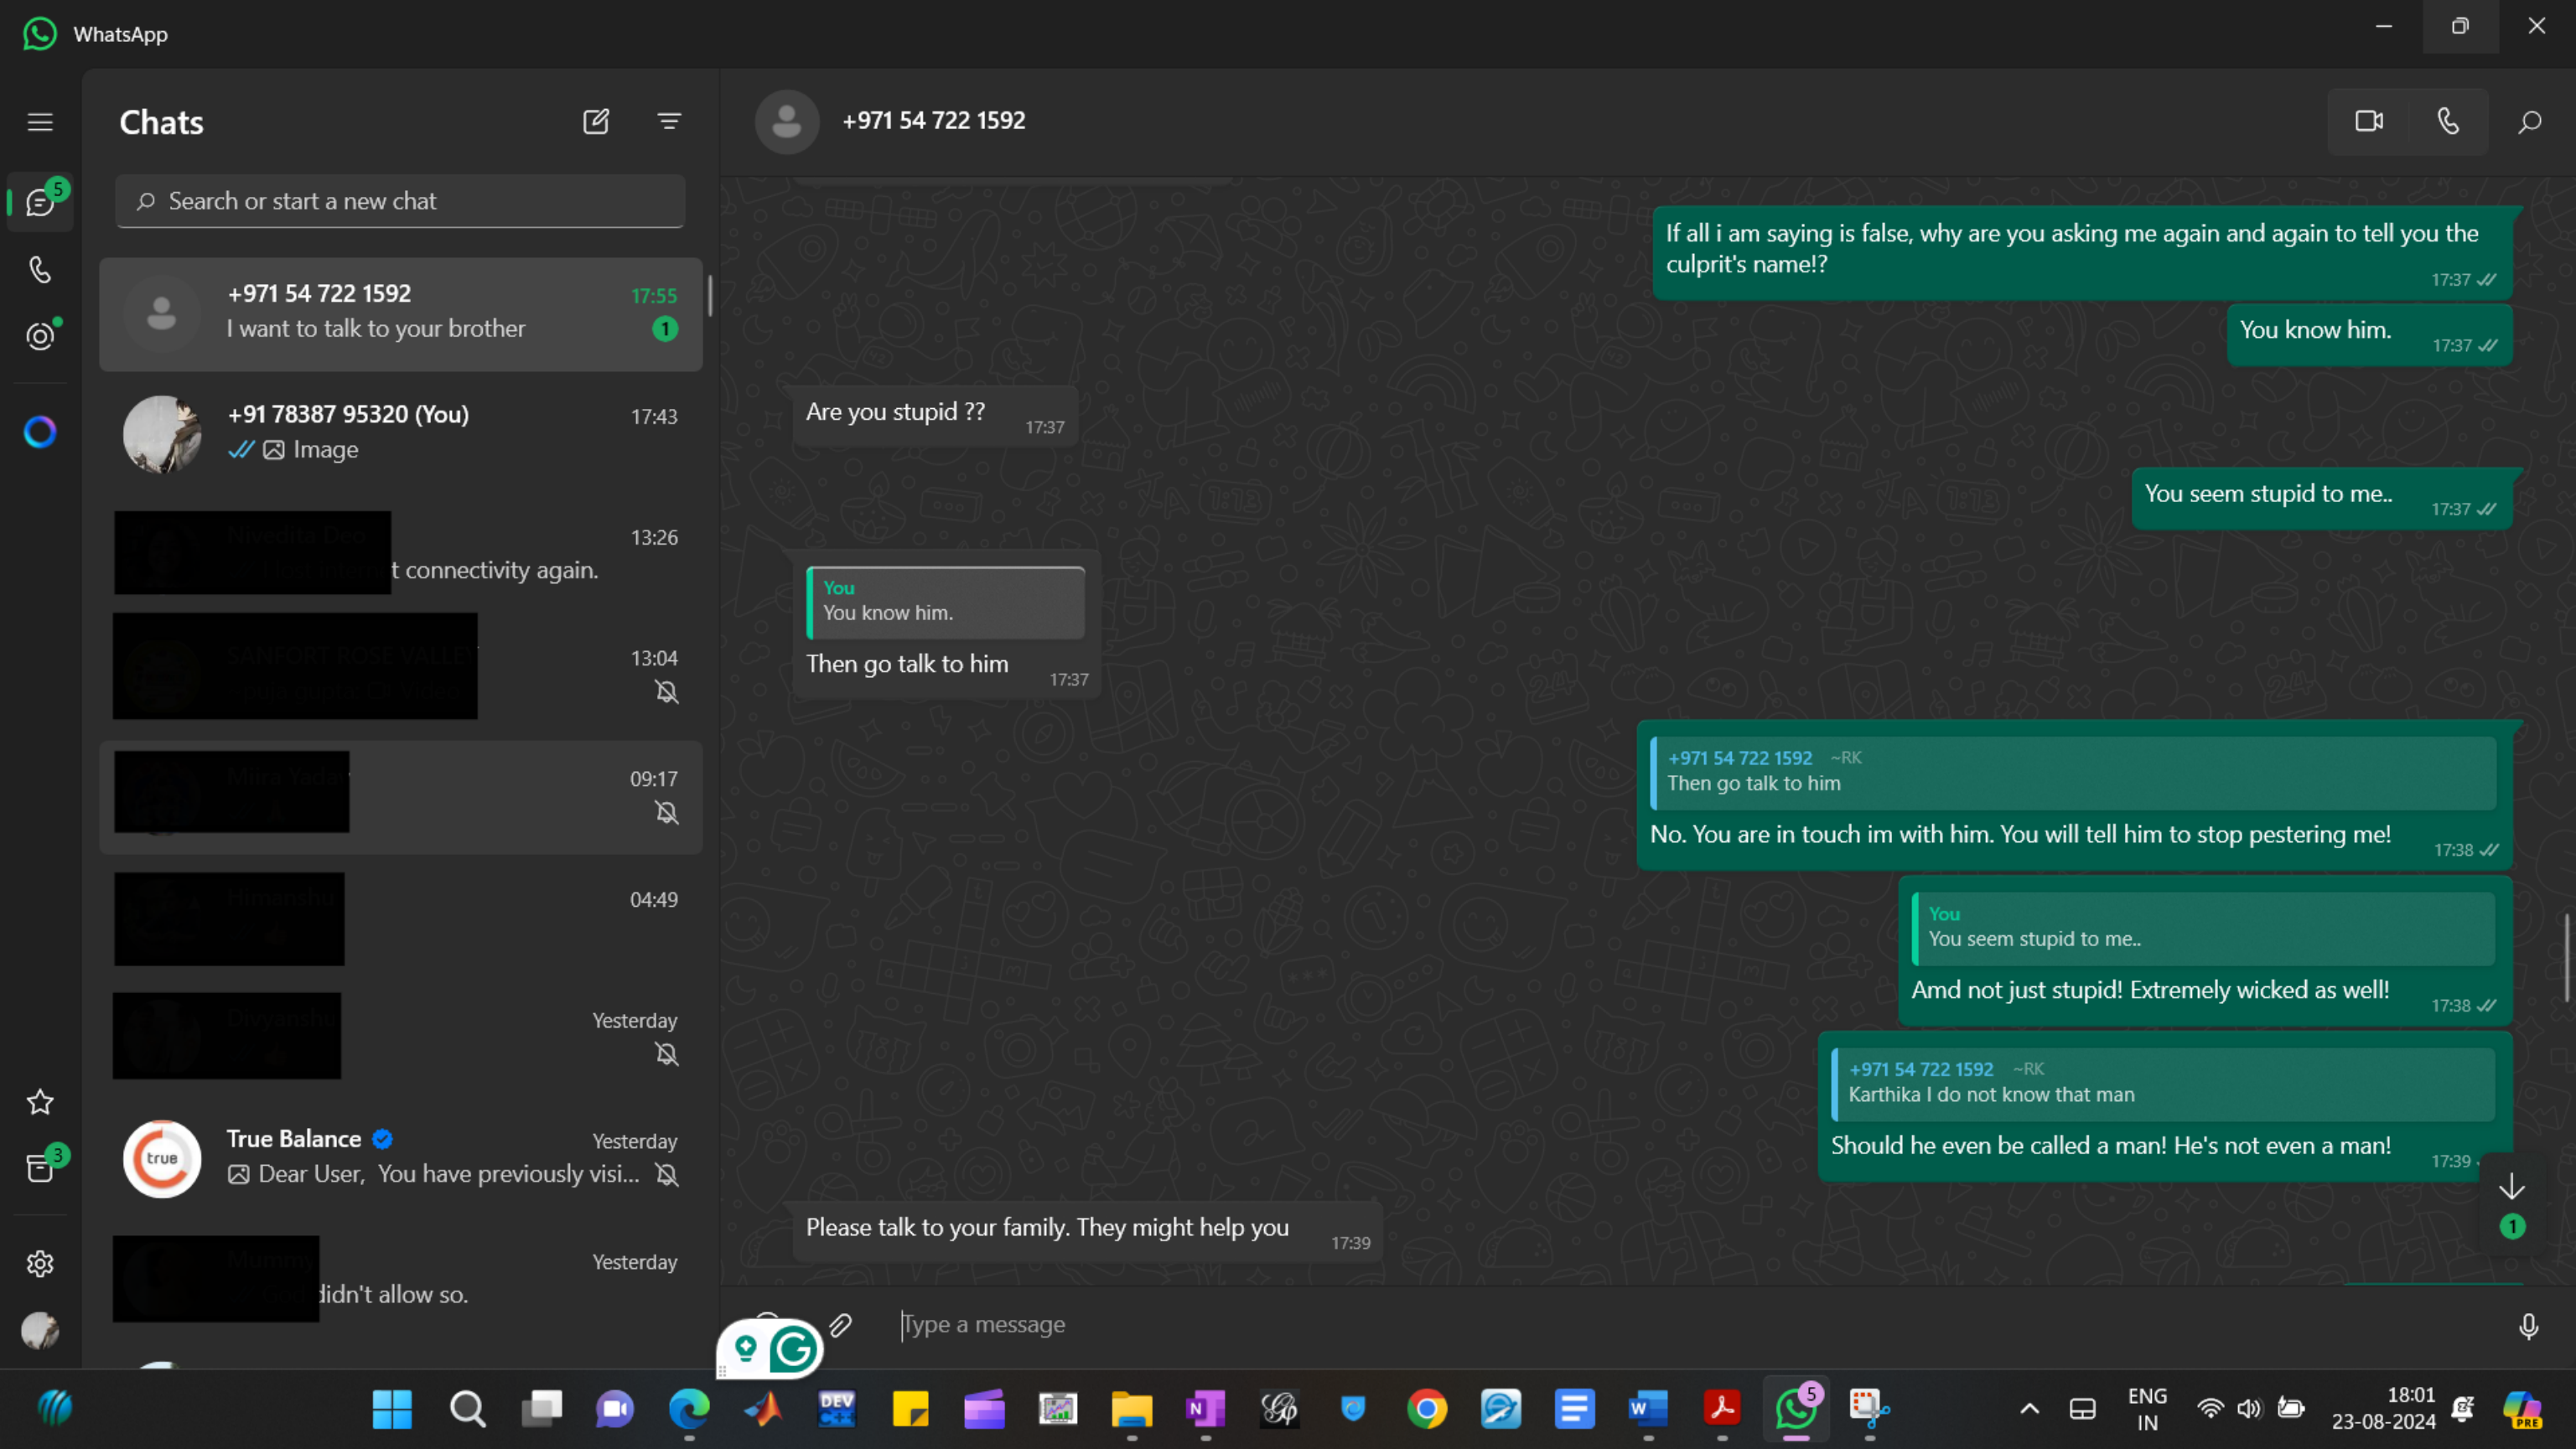 WhatsApp
Chats
5
Search or start a new chat
+971 54 722 1592
17:55
I want to talk to your brother
1
+91 78387 95320 (You)
17:43
Image
13:26
t connectivity again.
13:04
09:17
04:49
Yesterday
True Balance
Yesterday
true
Dear User, You have previously visi...
3
Yesterday
didn't allow so.
+971 54 722 1592
If all i am saying is false, why are you asking me again and again to tell you the
culprit's name!?
17:37
You know him.
17:37
Are you stupid ??
17:37
You seem stupid to me..
17:37
You
You know him.
Then go talk to him
17:37
+971 54 722 1592 ~RK
Then go talk to him
No. You are in touch im with him. You will tell him to stop pestering me!
17:38
You
You seem stupid to me..
Amd not just stupid! Extremely wicked as well!
17:38
+971 54 722 1592 ~RK
Karthika I do not know that man
Should he even be called a man! He's not even a man!
17:39
Please talk to your family. They might help you
17:39
1
Type a message
DEV
C++
N
W
5
ENG
IN
18:01
23-08-2024
PRE